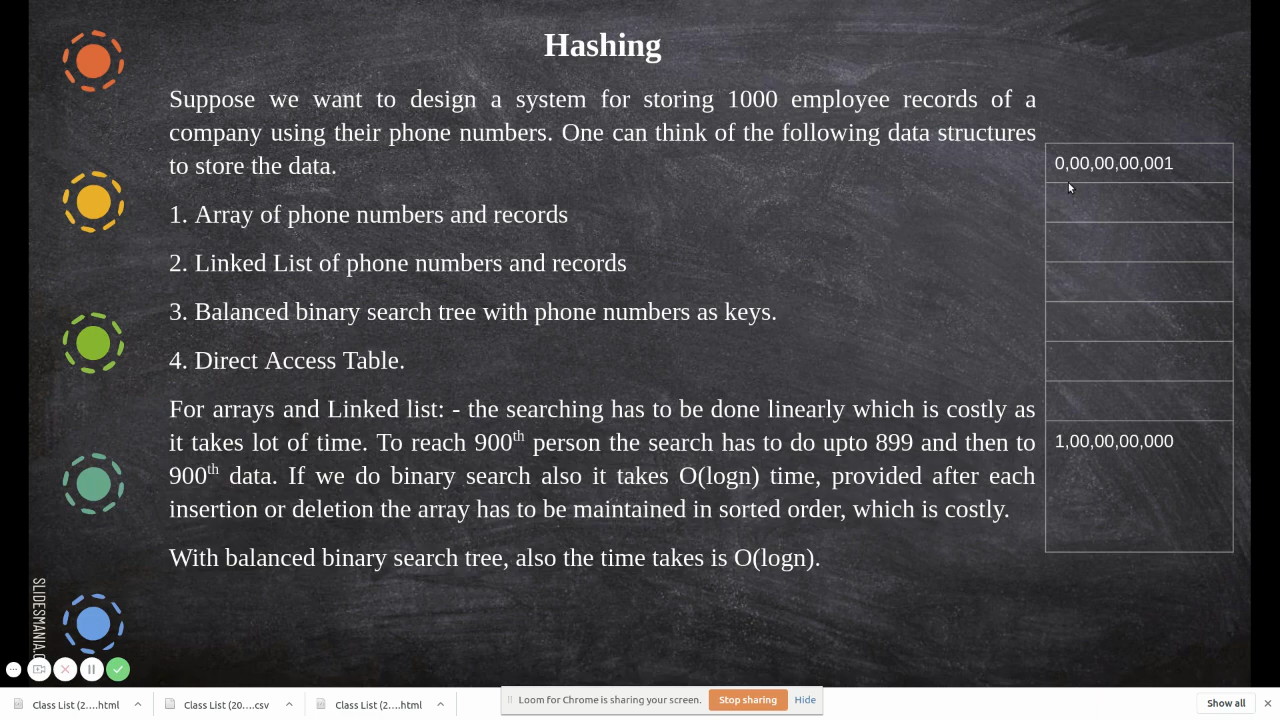 Hashing
Suppose we want to design a system for storing 1000 employee records of a
company using their phone numbers. One can think of the following data structures
to store the data.
1. Array of phone numbers and records
2. Linked List of phone numbers and records
3. Balanced binary search tree with phone numbers as keys.
4. Direct Access Table.
For arrays and Linked list: - the searching has to be done linearly which is costly as
it takes lot of time. To reach 900th person the search has to do upto 899 and then to
900th data. If we do binary search also it takes O(logn) time, provided after each
insertion or deletion the array has to be maintained in sorted order, which is costly.
With balanced binary search tree, also the time takes is O(logn).
0,00,00,00,001
1,00,00,00,000
SLIDESMANIA.C
Class List (2....html
Class List (20....csv
Class List (2....html
Loom for Chrome is sharing your screen.
Stop sharing
Hide
Show all